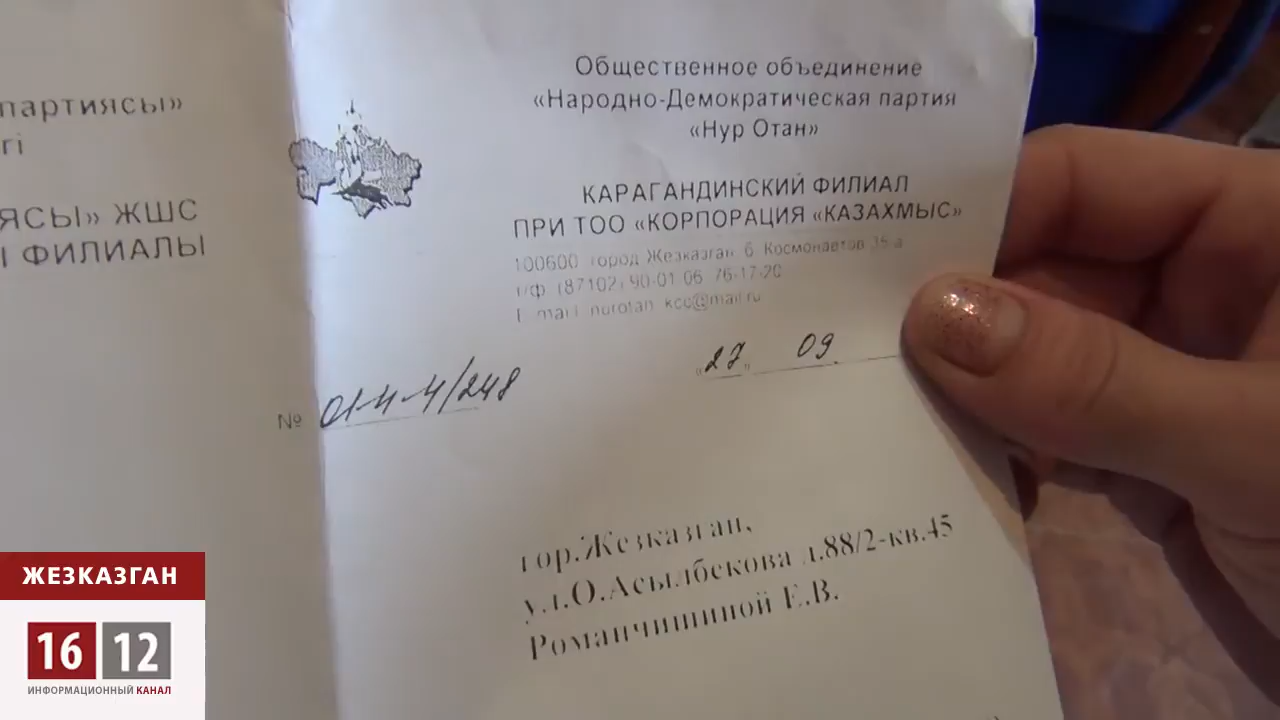 партиясы»
гі
ЯСЫ» ЖШС
І ФИЛИАЛЫ
Общественное объединение
«Народно-Демократическая партия
«Нур Отан»
КАРАГАНДИНСКИЙ ФИЛИАЛ
ПРИ ТОО «КОРПОРАЦИЯ «КАЗАХМЫС»
100600 город Жезказган б. Космонавтов 35 а
т/ф. (87102) 90-01 06 76-17-20
E-mail nurotan_kcc@mail.ru
„27„ 09
№ 01-4-4/248
гор.Жезказган,
ул.О.Асылбекова д.88/2-кв.45
Романчишиной Е.В.
ЖЕЗКАЗГАН
16 12
ИНФОРМАЦИОННЫЙ КАНАЛ